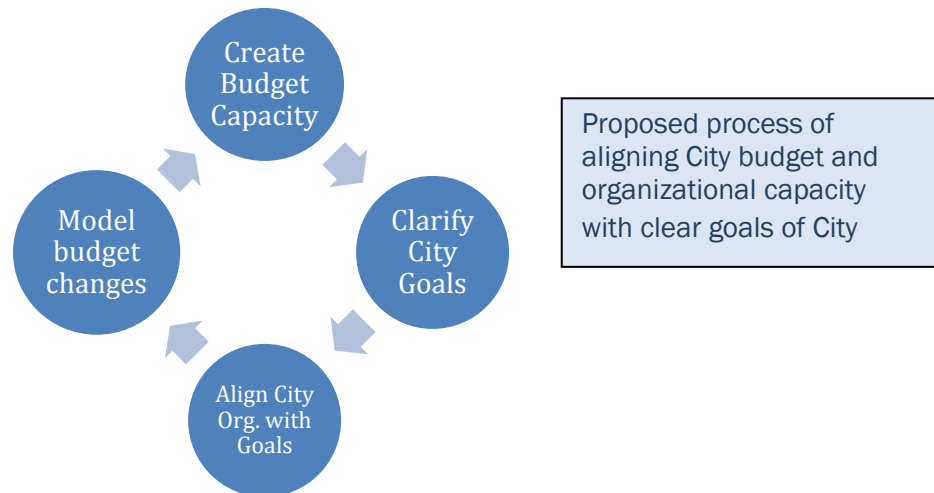 Create
Budget
Capacity
Clarify
City
Goals
Align City
Org. with
Goals
Model
budget
changes
Proposed process of
aligning City budget and
organizational capacity
with clear goals of City